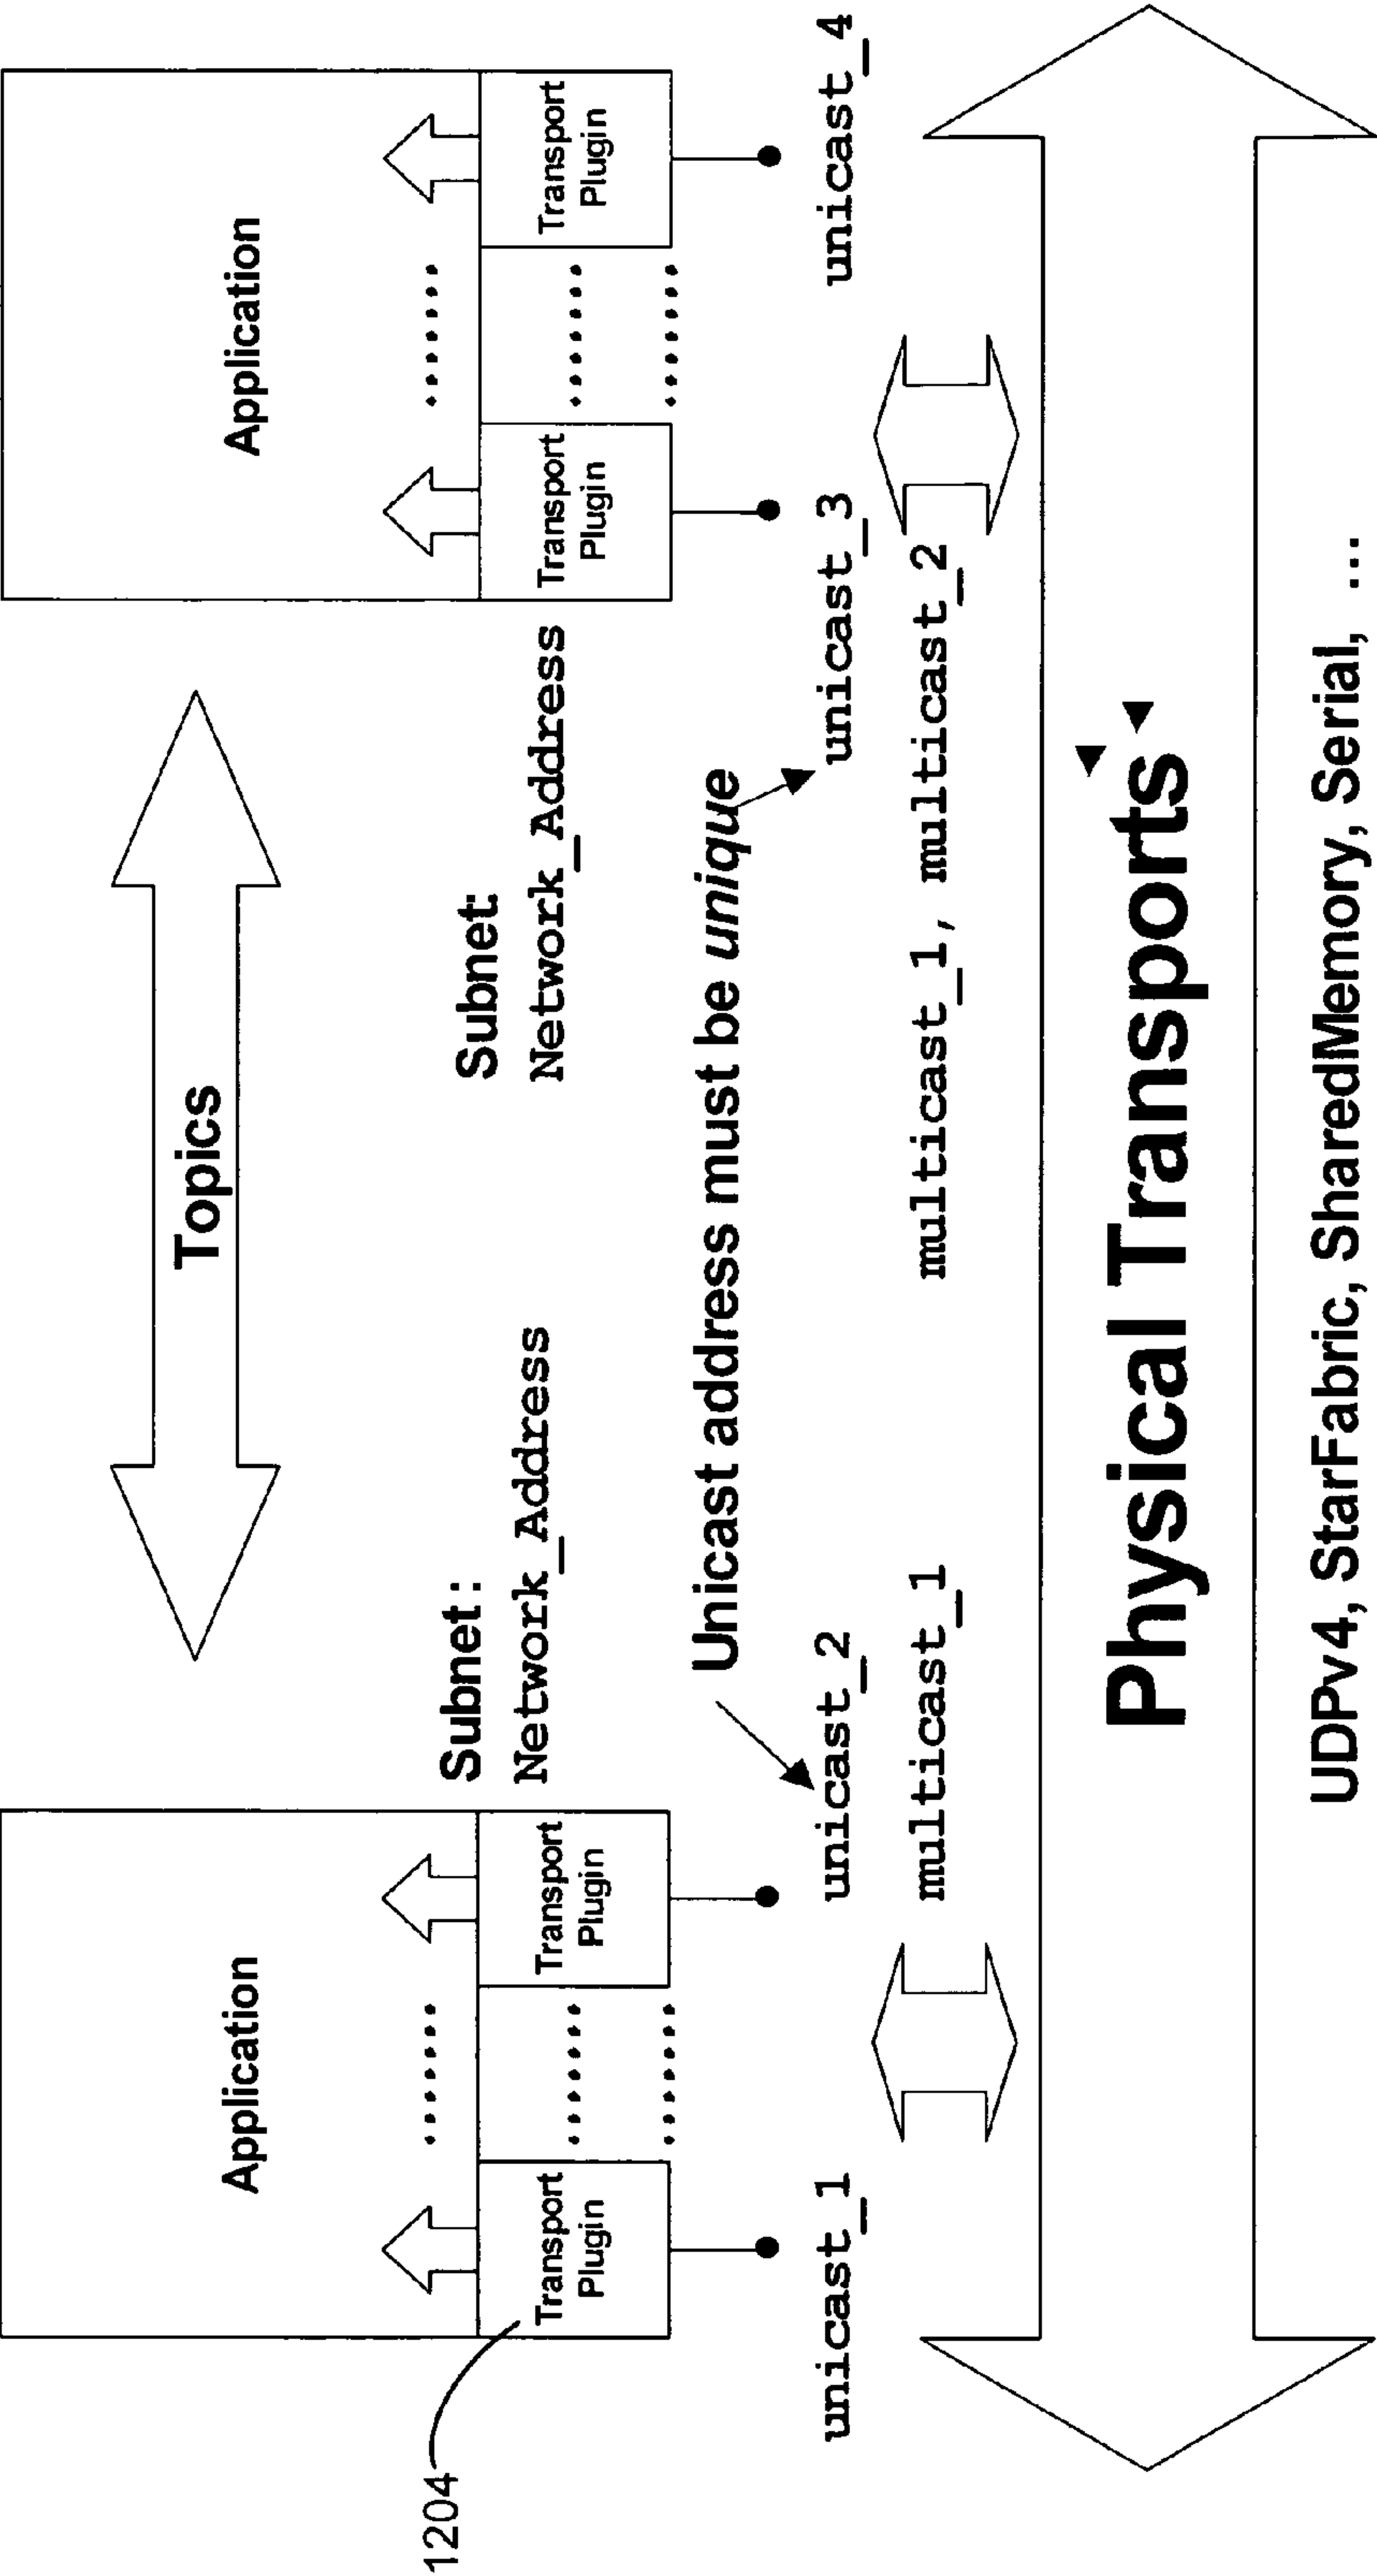 Application
Application
Topics
.......
.......
Subnet:
Subnet:
Network_Address
Network_Address
1204
Transport
Plugin
.......
Transport
Plugin
Transport
Plugin
.......
Transport
Plugin
.......
.......
Unicast address must be unique
unicast_1
unicast_2
unicast_3
unicast_4
multicast_1
multicast_1, multicast_2
Physical Transports
UDPv4, StarFabric, SharedMemory, Serial, ...